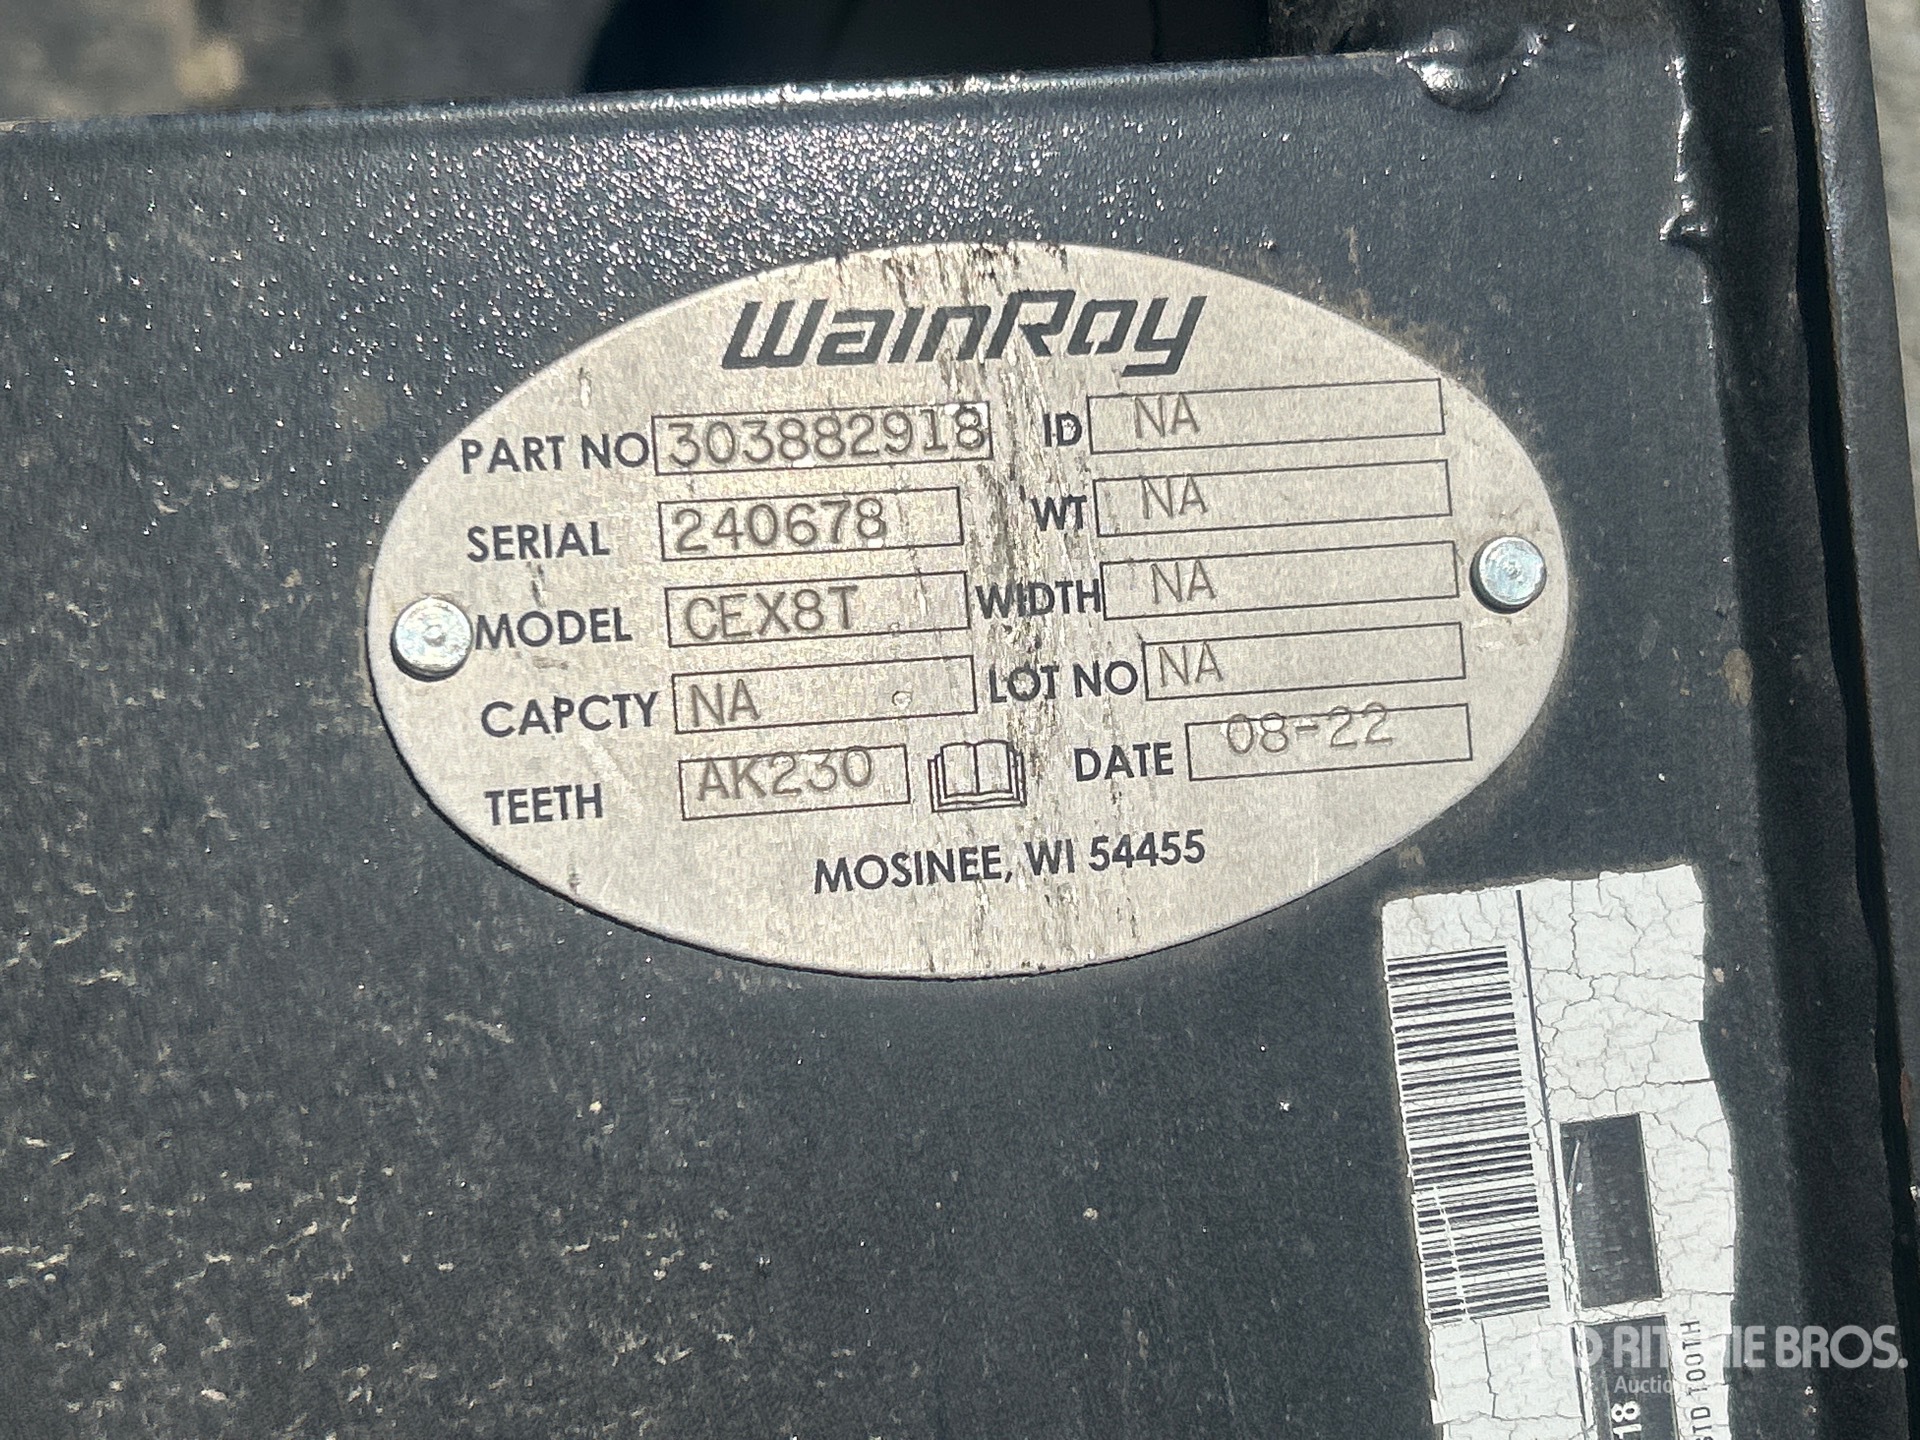 WainRoy
PART NO 303882918 ID NA
SERIAL 240678 WT NA
MODEL CEX8T WIDTH NA
CAPCTY NA LOT NO NA
TEETH AK230 DATE 08-22
MOSINEE, WI 54455
STD TOOTH
18
RITCHIE BROS.